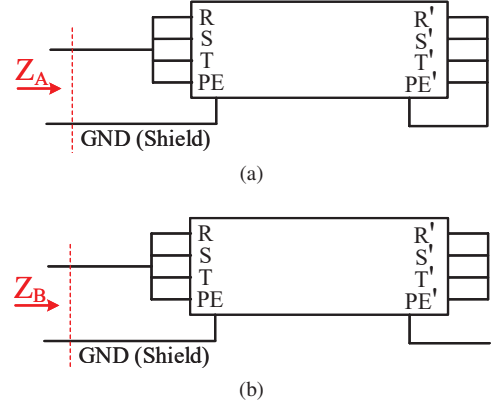 R R'
S S'
T T'
PE PE'
Z_A
GND (Shield)
(a)
R R'
S S'
T T'
PE PE'
Z_B
GND (Shield)
(b)